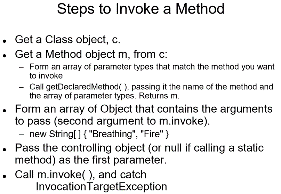 Steps to Invoke a Method
• Get a Class object, c.
• Get a Method object m, from c:
– Form an array of parameter types that match the method you want
to invoke
– Call getDeclaredMethod( ), passing it the name of the method and
the array of parameter types. Returns m.
• Form an array of Object that contains the arguments
to pass (second argument to m.invoke).
– new String[ ] { "Breathing", "Fire" }
• Pass the controlling object (or null if calling a static
method) as the first parameter.
• Call m.invoke( ), and catch
InvocationTargetException